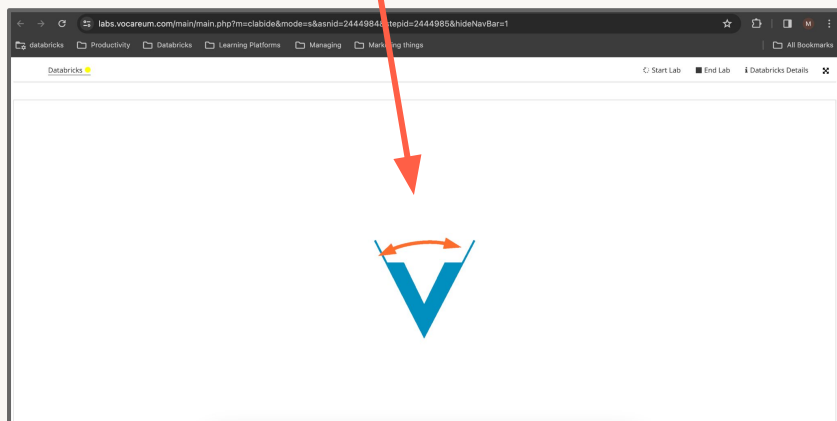 labs.vocareum.com/main/main.php?m=clabide&mode=s&asnid=2444984&stepid=2444985&hideNavBar=1
M
databricks Productivity Databricks Learning Platforms Managing Marketing things All Bookmarks
Databricks Start Lab End Lab i Databricks Details